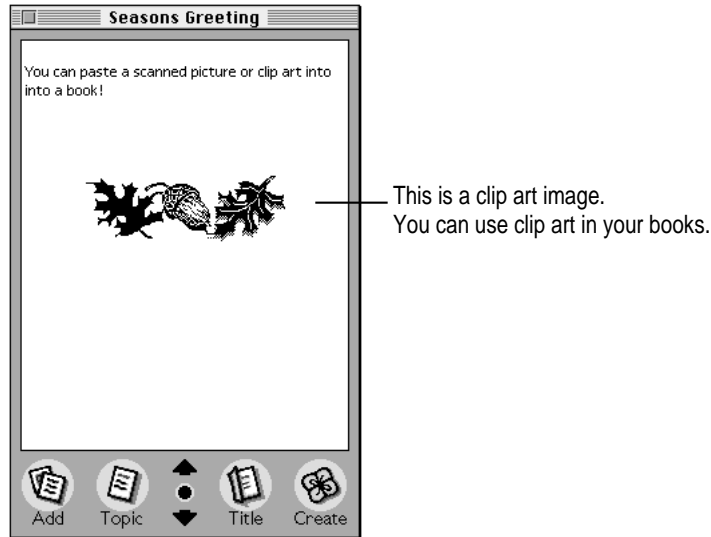 Seasons Greeting
You can paste a scanned picture or clip art into
into a book!
This is a clip art image.
You can use clip art in your books.
Add Topic Title Create